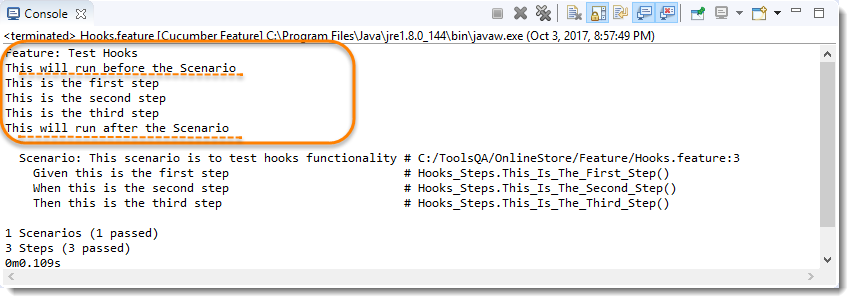 Console
<terminated> Hooks.feature [Cucumber Feature] C:\Program Files\Java\jre1.8.0_144\bin\javaw.exe (Oct 3, 2017, 8:57:49 PM)
Feature: Test Hooks
This will run before the Scenario
This is the first step
This is the second step
This is the third step
This will run after the Scenario
Scenario: This scenario is to test hooks functionality # C:/ToolsQA/OnlineStore/Feature/Hooks.feature:3
Given this is the first step # Hooks_Steps.This_Is_The_First_Step()
When this is the second step # Hooks_Steps.This_Is_The_Second_Step()
Then this is the third step # Hooks_Steps.This_Is_The_Third_Step()
1 Scenarios (1 passed)
3 Steps (3 passed)
0m0.109s